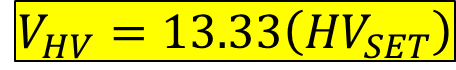 V_HV = 13.33(HV_SET)